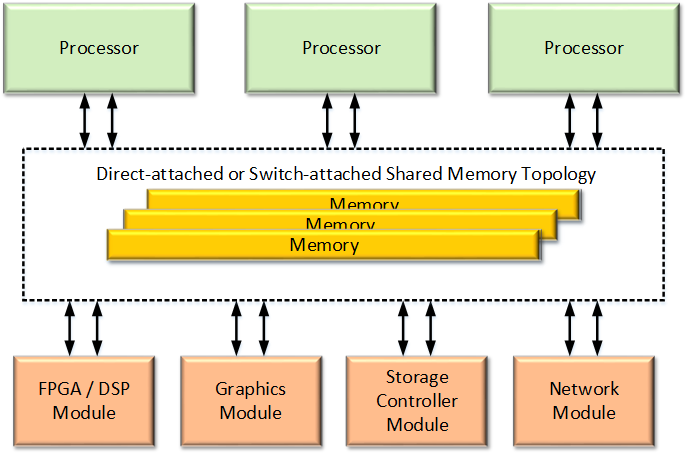 Processor
Processor
Processor
Direct-attached or Switch-attached Shared Memory Topology
Memory
Memory
Memory
FPGA / DSP
Module
Graphics
Module
Storage
Controller
Module
Network
Module